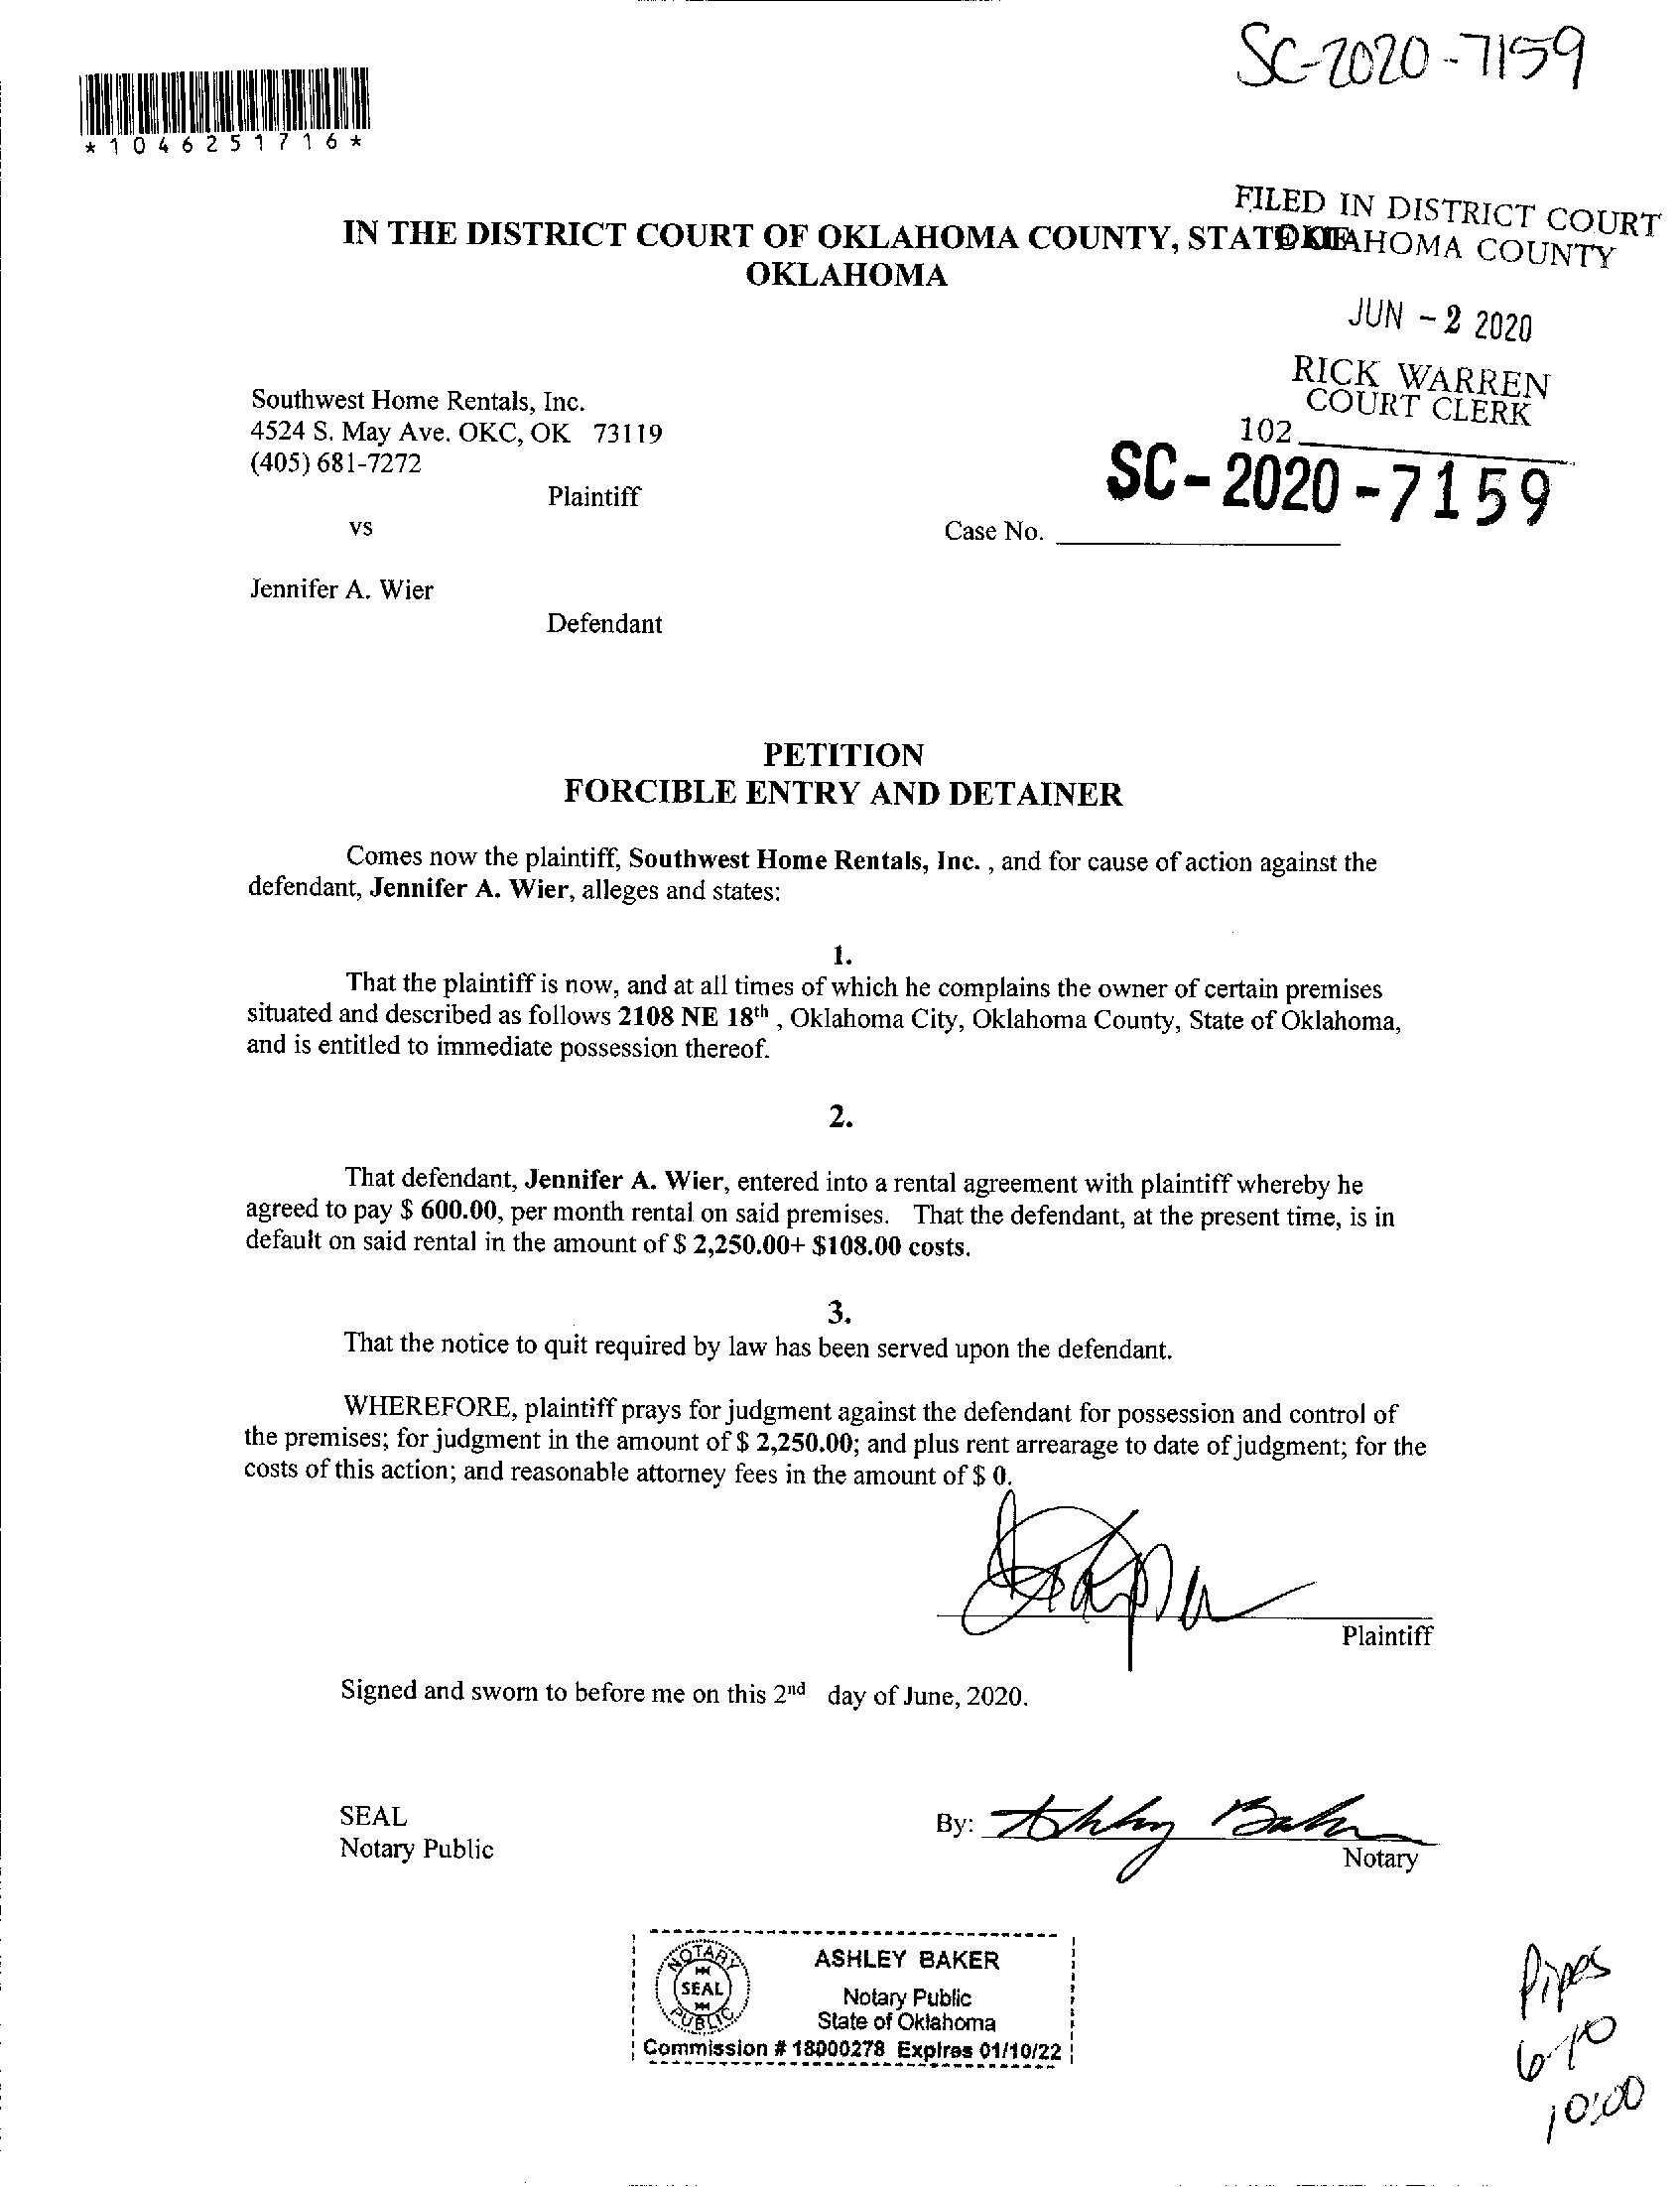 SC-2020-7159
*1046251716*
FILED IN DISTRICT COURT
OKLAHOMA COUNTY
IN THE DISTRICT COURT OF OKLAHOMA COUNTY, STATE OF
OKLAHOMA
JUN - 2 2020
RICK WARREN
COURT CLERK
102
Southwest Home Rentals, Inc.
4524 S. May Ave. OKC, OK 73119
(405) 681-7272
Plaintiff
SC-2020-7159
vs
Case No.
Jennifer A. Wier
Defendant
PETITION
FORCIBLE ENTRY AND DETAINER
Comes now the plaintiff, Southwest Home Rentals, Inc. , and for cause of action against the
defendant, Jennifer A. Wier, alleges and states:
1.
That the plaintiff is now, and at all times of which he complains the owner of certain premises
situated and described as follows 2108 NE 18th , Oklahoma City, Oklahoma County, State of Oklahoma,
and is entitled to immediate possession thereof.
2.
That defendant, Jennifer A. Wier, entered into a rental agreement with plaintiff whereby he
agreed to pay $ 600.00, per month rental on said premises. That the defendant, at the present time, is in
default on said rental in the amount of $ 2,250.00+ $108.00 costs.
3.
That the notice to quit required by law has been served upon the defendant.
WHEREFORE, plaintiff prays for judgment against the defendant for possession and control of
the premises; for judgment in the amount of $ 2,250.00; and plus rent arrearage to date of judgment; for the
costs of this action; and reasonable attorney fees in the amount of $ 0.
Plaintiff
Signed and sworn to before me on this 2nd day of June, 2020.
SEAL
Notary Public
By: Ashley Baker
Notary
NOTARY
SEAL
PUBLIC
ASHLEY BAKER
Notary Public
State of Oklahoma
Commission # 18000278 Expires 01/10/22
Pipes
6-10
10:00